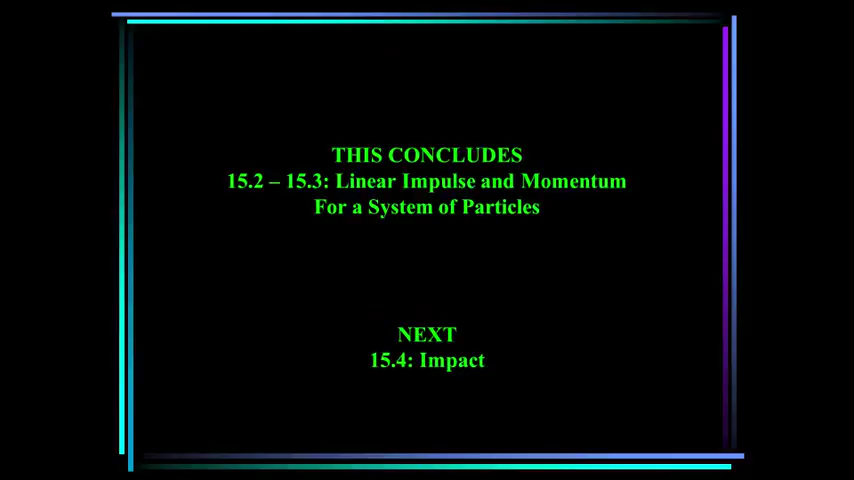 THIS CONCLUDES
15.2 – 15.3: Linear Impulse and Momentum
For a System of Particles
NEXT
15.4: Impact